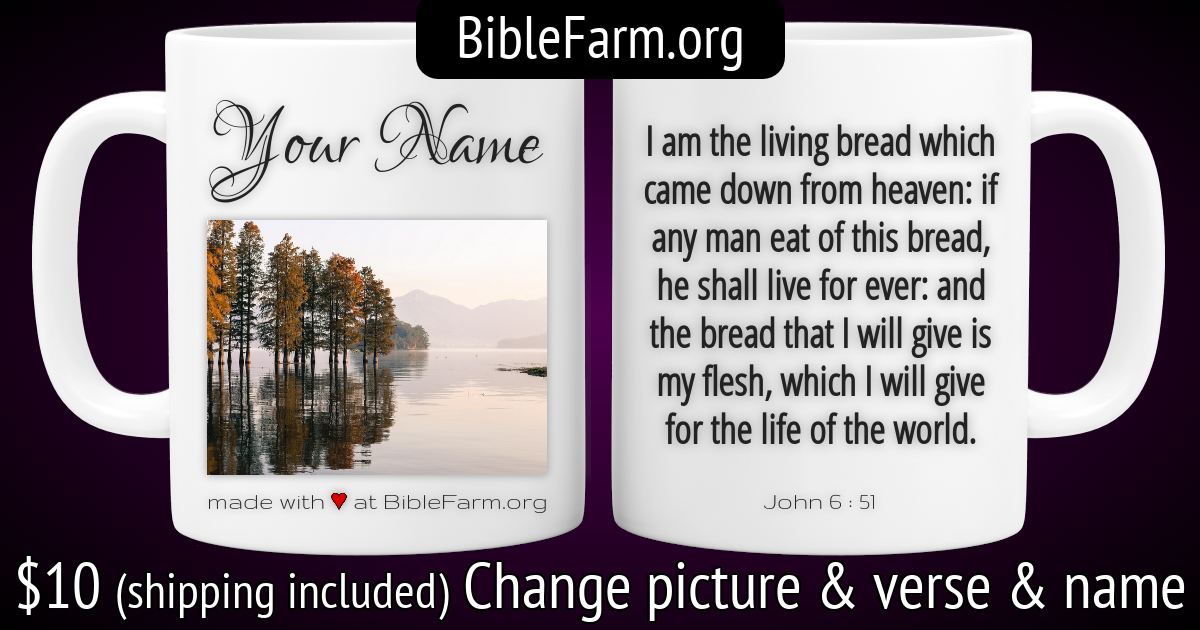 BibleFarm.org
Your Name
made with ♥ at BibleFarm.org
I am the living bread which
came down from heaven: if
any man eat of this bread,
he shall live for ever: and
the bread that I will give is
my flesh, which I will give
for the life of the world.
John 6 : 51
$10 (shipping included) Change picture & verse & name